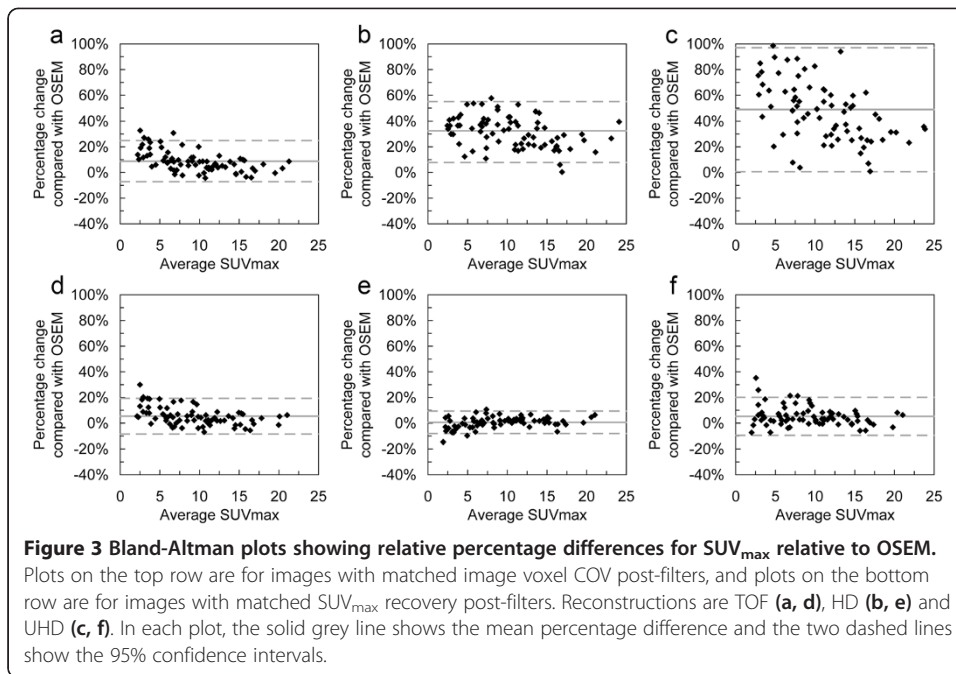 a b c
100% 100% 100%
80% 80% 80%
60% 60% 60%
40% 40% 40%
20% 20% 20%
0% 0% 0%
-20% -20% -20%
-40% -40% -40%
Percentage change compared with OSEM
Percentage change compared with OSEM
Percentage change compared with OSEM
0 5 10 15 20 25 0 5 10 15 20 25 0 5 10 15 20 25
Average SUVmax Average SUVmax Average SUVmax
d e f
100% 100% 100%
80% 80% 80%
60% 60% 60%
40% 40% 40%
20% 20% 20%
0% 0% 0%
-20% -20% -20%
-40% -40% -40%
Percentage change compared with OSEM
Percentage change compared with OSEM
Percentage change compared with OSEM
0 5 10 15 20 25 0 5 10 15 20 25 0 5 10 15 20 25
Average SUVmax Average SUVmax Average SUVmax
Figure 3 Bland-Altman plots showing relative percentage differences for SUVmax relative to OSEM.
Plots on the top row are for images with matched image voxel COV post-filters, and plots on the bottom
row are for images with matched SUVmax recovery post-filters. Reconstructions are TOF (a, d), HD (b, e) and
UHD (c, f). In each plot, the solid grey line shows the mean percentage difference and the two dashed lines
show the 95% confidence intervals.